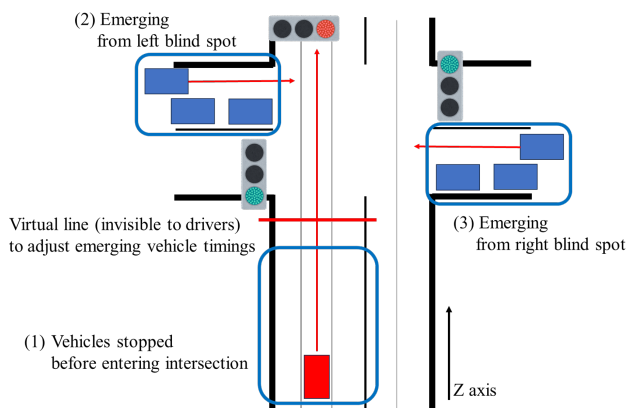 (2) Emerging
from left blind spot
Virtual line (invisible to drivers)
to adjust emerging vehicle timings
(3) Emerging
from right blind spot
(1) Vehicles stopped
before entering intersection
Z axis